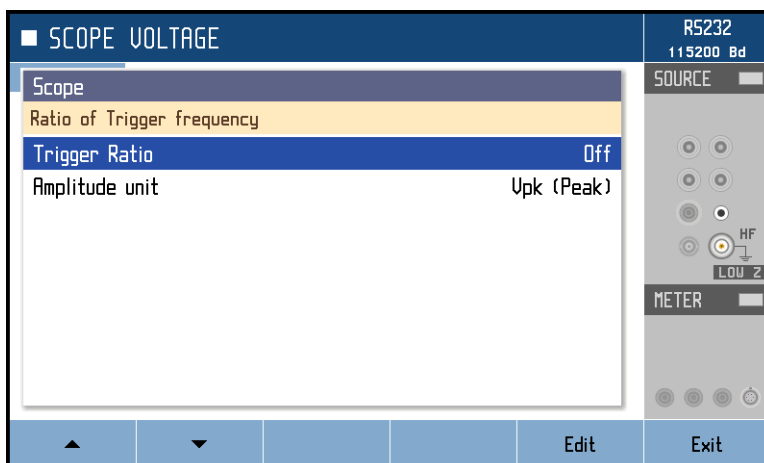 SCOPE VOLTAGE
RS232
115200 Bd
Scope
Ratio of Trigger frequency
Trigger Ratio Off
Amplitude unit Vpk (Peak)
SOURCE
HF
LOW Z
METER
Edit
Exit